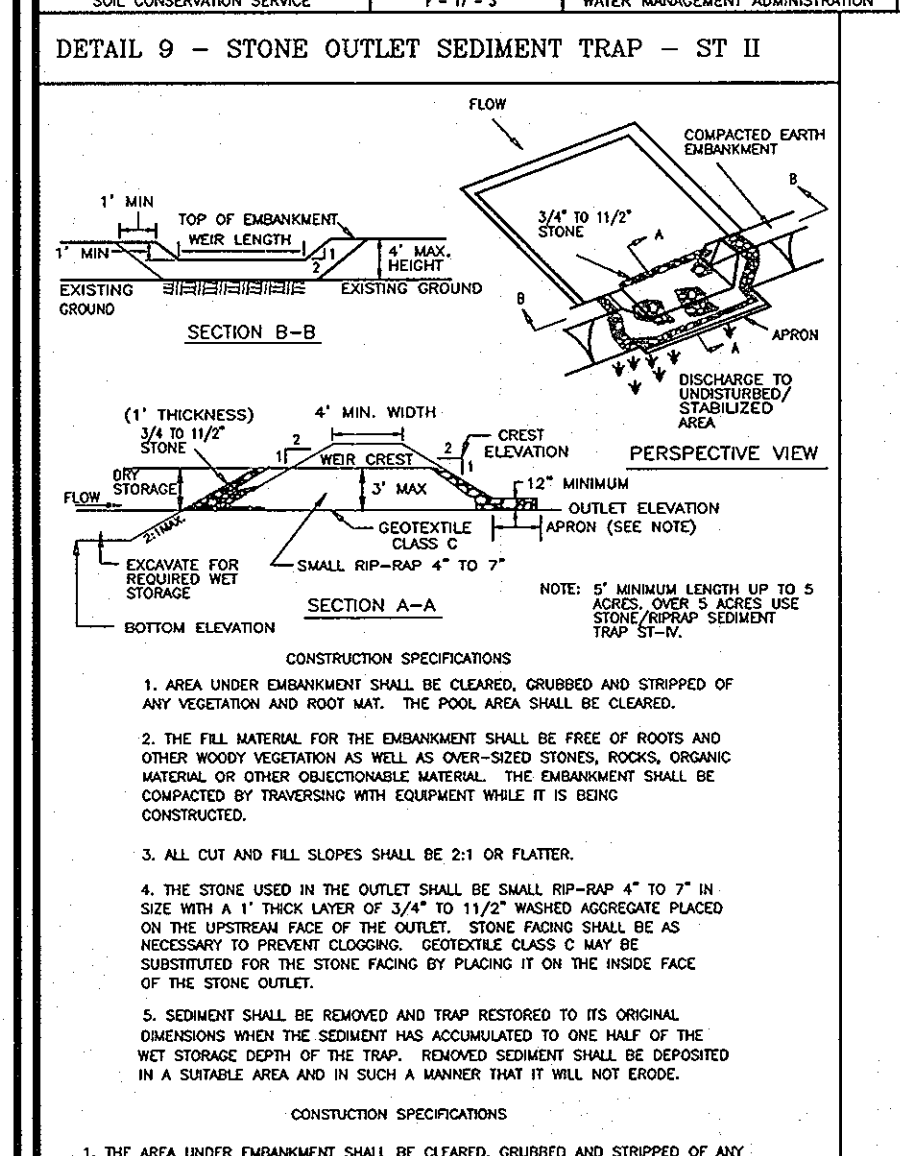 SOIL CONSERVATION SERVICE
F - 17 - 3
WATER MANAGEMENT ADMINISTRATION
DETAIL 9 - STONE OUTLET SEDIMENT TRAP - ST II
FLOW
COMPACTED EARTH
EMBANKMENT
B
3/4" TO 11/2"
STONE
A
B
A
APRON
DISCHARGE TO
UNDISTURBED/
STABILIZED
AREA
PERSPECTIVE VIEW
1' MIN
TOP OF EMBANKMENT
WEIR LENGTH
1' MIN
1
2
4' MAX.
HEIGHT
EXISTING
GROUND
EXISTING GROUND
SECTION B-B
(1' THICKNESS)
3/4 TO 11/2"
STONE
4' MIN. WIDTH
2
1
WEIR CREST
2
1
CREST
ELEVATION
DRY
STORAGE
3' MAX
12" MINIMUM
FLOW
OUTLET ELEVATION
2:1 MAX.
GEOTEXTILE
CLASS C
APRON (SEE NOTE)
EXCAVATE FOR
REQUIRED WET
STORAGE
SMALL RIP-RAP 4" TO 7"
SECTION A-A
BOTTOM ELEVATION
NOTE: 5' MINIMUM LENGTH UP TO 5
ACRES. OVER 5 ACRES USE
STONE/RIPRAP SEDIMENT
TRAP ST-IV.
CONSTRUCTION SPECIFICATIONS
1. AREA UNDER EMBANKMENT SHALL BE CLEARED, GRUBBED AND STRIPPED OF
ANY VEGETATION AND ROOT MAT. THE POOL AREA SHALL BE CLEARED.
2. THE FILL MATERIAL FOR THE EMBANKMENT SHALL BE FREE OF ROOTS AND
OTHER WOODY VEGETATION AS WELL AS OVER-SIZED STONES, ROCKS, ORGANIC
MATERIAL OR OTHER OBJECTIONABLE MATERIAL. THE EMBANKMENT SHALL BE
COMPACTED BY TRAVERSING WITH EQUIPMENT WHILE IT IS BEING
CONSTRUCTED.
3. ALL CUT AND FILL SLOPES SHALL BE 2:1 OR FLATTER.
4. THE STONE USED IN THE OUTLET SHALL BE SMALL RIP-RAP 4" TO 7" IN
SIZE WITH A 1' THICK LAYER OF 3/4" TO 11/2" WASHED AGGREGATE PLACED
ON THE UPSTREAM FACE OF THE OUTLET. STONE FACING SHALL BE AS
NECESSARY TO PREVENT CLOGGING. GEOTEXTILE CLASS C MAY BE
SUBSTITUTED FOR THE STONE FACING BY PLACING IT ON THE INSIDE FACE
OF THE STONE OUTLET.
5. SEDIMENT SHALL BE REMOVED AND TRAP RESTORED TO ITS ORIGINAL
DIMENSIONS WHEN THE SEDIMENT HAS ACCUMULATED TO ONE HALF OF THE
WET STORAGE DEPTH OF THE TRAP. REMOVED SEDIMENT SHALL BE DEPOSITED
IN A SUITABLE AREA AND IN SUCH A MANNER THAT IT WILL NOT ERODE.
CONSTUCTION SPECIFICATIONS
1. THE AREA UNDER EMBANKMENT SHALL BE CLEARED, GRUBBED AND STRIPPED OF ANY